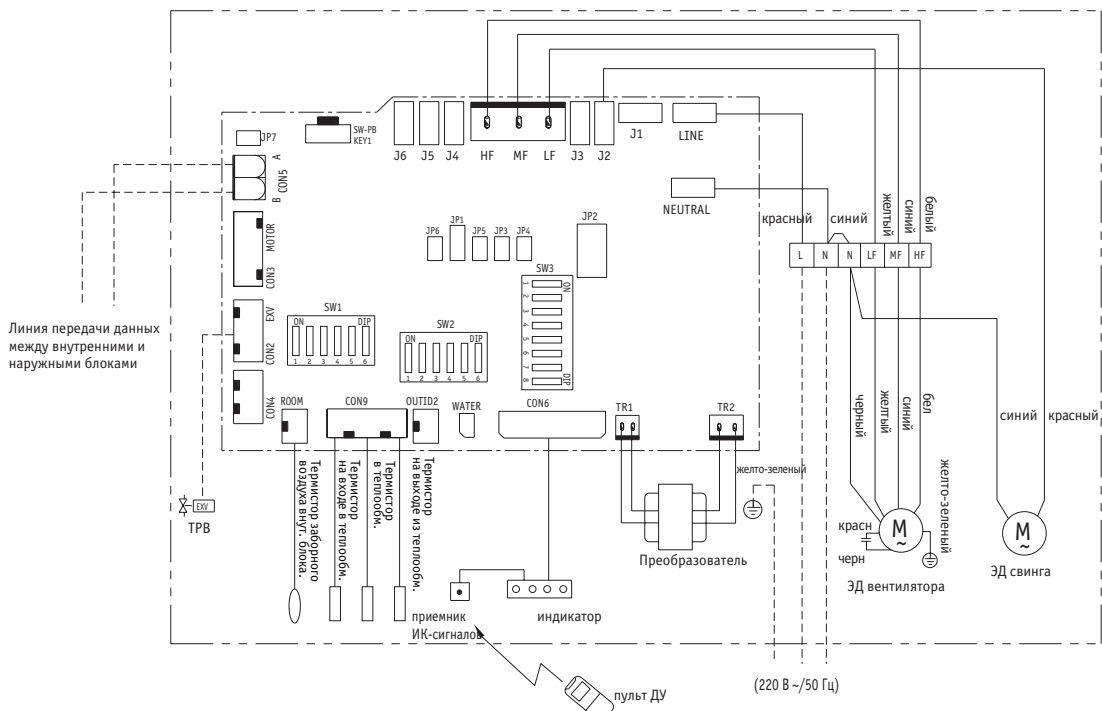 SW-PB
KEY1
JP7
J6
J5
J4
HF
MF
LF
J3
J2
J1
LINE
NEUTRAL
A
B
CON5
MOTOR
CON3
EXV
CON2
CON4
JP6
JP1
JP5
JP3
JP4
JP2
SW3
ON
1
2
3
4
5
6
7
8
DIP
SW1
ON
DIP
1 2 3 4 5 6
SW2
ON
DIP
1 2 3 4 5 6
красный
синий
желтый
синий
белый
L
N
N
LF
MF
HF
Линия передачи данных
между внутренними и
наружными блоками
ROOM
CON9
OUTID2
WATER
CON6
TR1
TR2
Термистор заборного
воздуха внут. блока.
Термистор
на входе в теплообм.
Термистор
в теплообм.
Термистор
на выходе из теплообм.
EXV
ТРВ
желто-зеленый
Преобразователь
черный
желтый
синий
бел
желто-зеленый
синий
красный
красн
черн
M
~
ЭД вентилятора
M
~
ЭД свинга
приемник
ИК-сигналов
индикатор
пульт ДУ
(220 В ~/50 Гц)